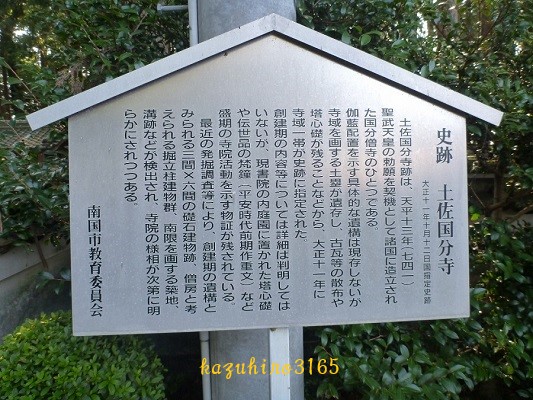 史跡 土佐国分寺
大正十一年十月十二日国指定史跡
土佐国分寺跡は、天平十三年(七四一)
聖武天皇の勅願を契機として諸国に造立され
た国分僧寺のひとつである
伽藍配置を示す具体的な遺構は現存しないが
寺域を画する土塁が遺存し、古瓦等の散布や
塔心礎が残ることなどから、大正十一年に
寺域一帯が史跡に指定された
創建期の内容等については詳細は判明しては
いないが、現書院の内庭園に置かれた塔心礎
や伝世品の梵鐘(平安時代前期作重文)など
盛期の寺院活動を示す物証が残されている。
最近の発掘調査等により、創建期の遺構と
みられる二間×六間の礎石建物跡、僧房と考
えられる掘立柱建物群、南限を画する築地、
溝跡などが検出され、寺院の様相が次第に明
らかにされつつある。
南国市教育委員会
kazuhino3165